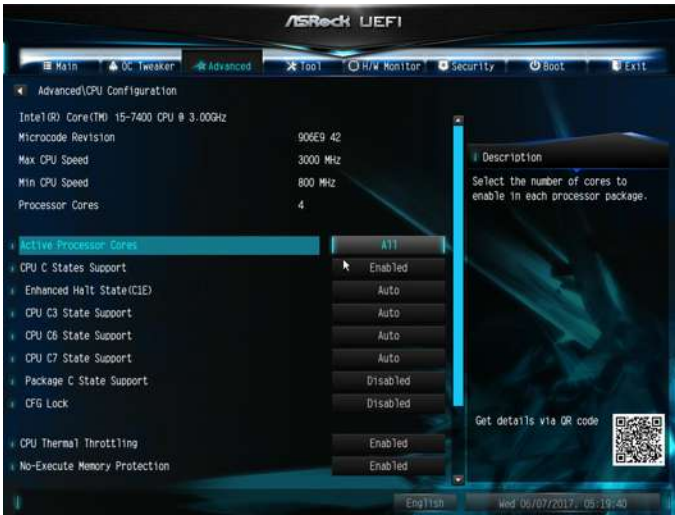 ASRock UEFI
Main OC Tweaker Advanced Tool H/W Monitor Security Boot Exit
Advanced\CPU Configuration
Intel(R) Core(TM) i5-7400 CPU @ 3.00GHz
Microcode Revision 906E9 42
Max CPU Speed 3000 MHz
Min CPU Speed 800 MHz
Processor Cores 4
Active Processor Cores All
CPU C States Support Enabled
Enhanced Halt State(C1E) Auto
CPU C3 State Support Auto
CPU C6 State Support Auto
CPU C7 State Support Auto
Package C State Support Disabled
CFG Lock Disabled
CPU Thermal Throttling Enabled
No-Execute Memory Protection Enabled
Description
Select the number of cores to
enable in each processor package.
Get details via QR code
English Wed 06/07/2017. 05:19:40